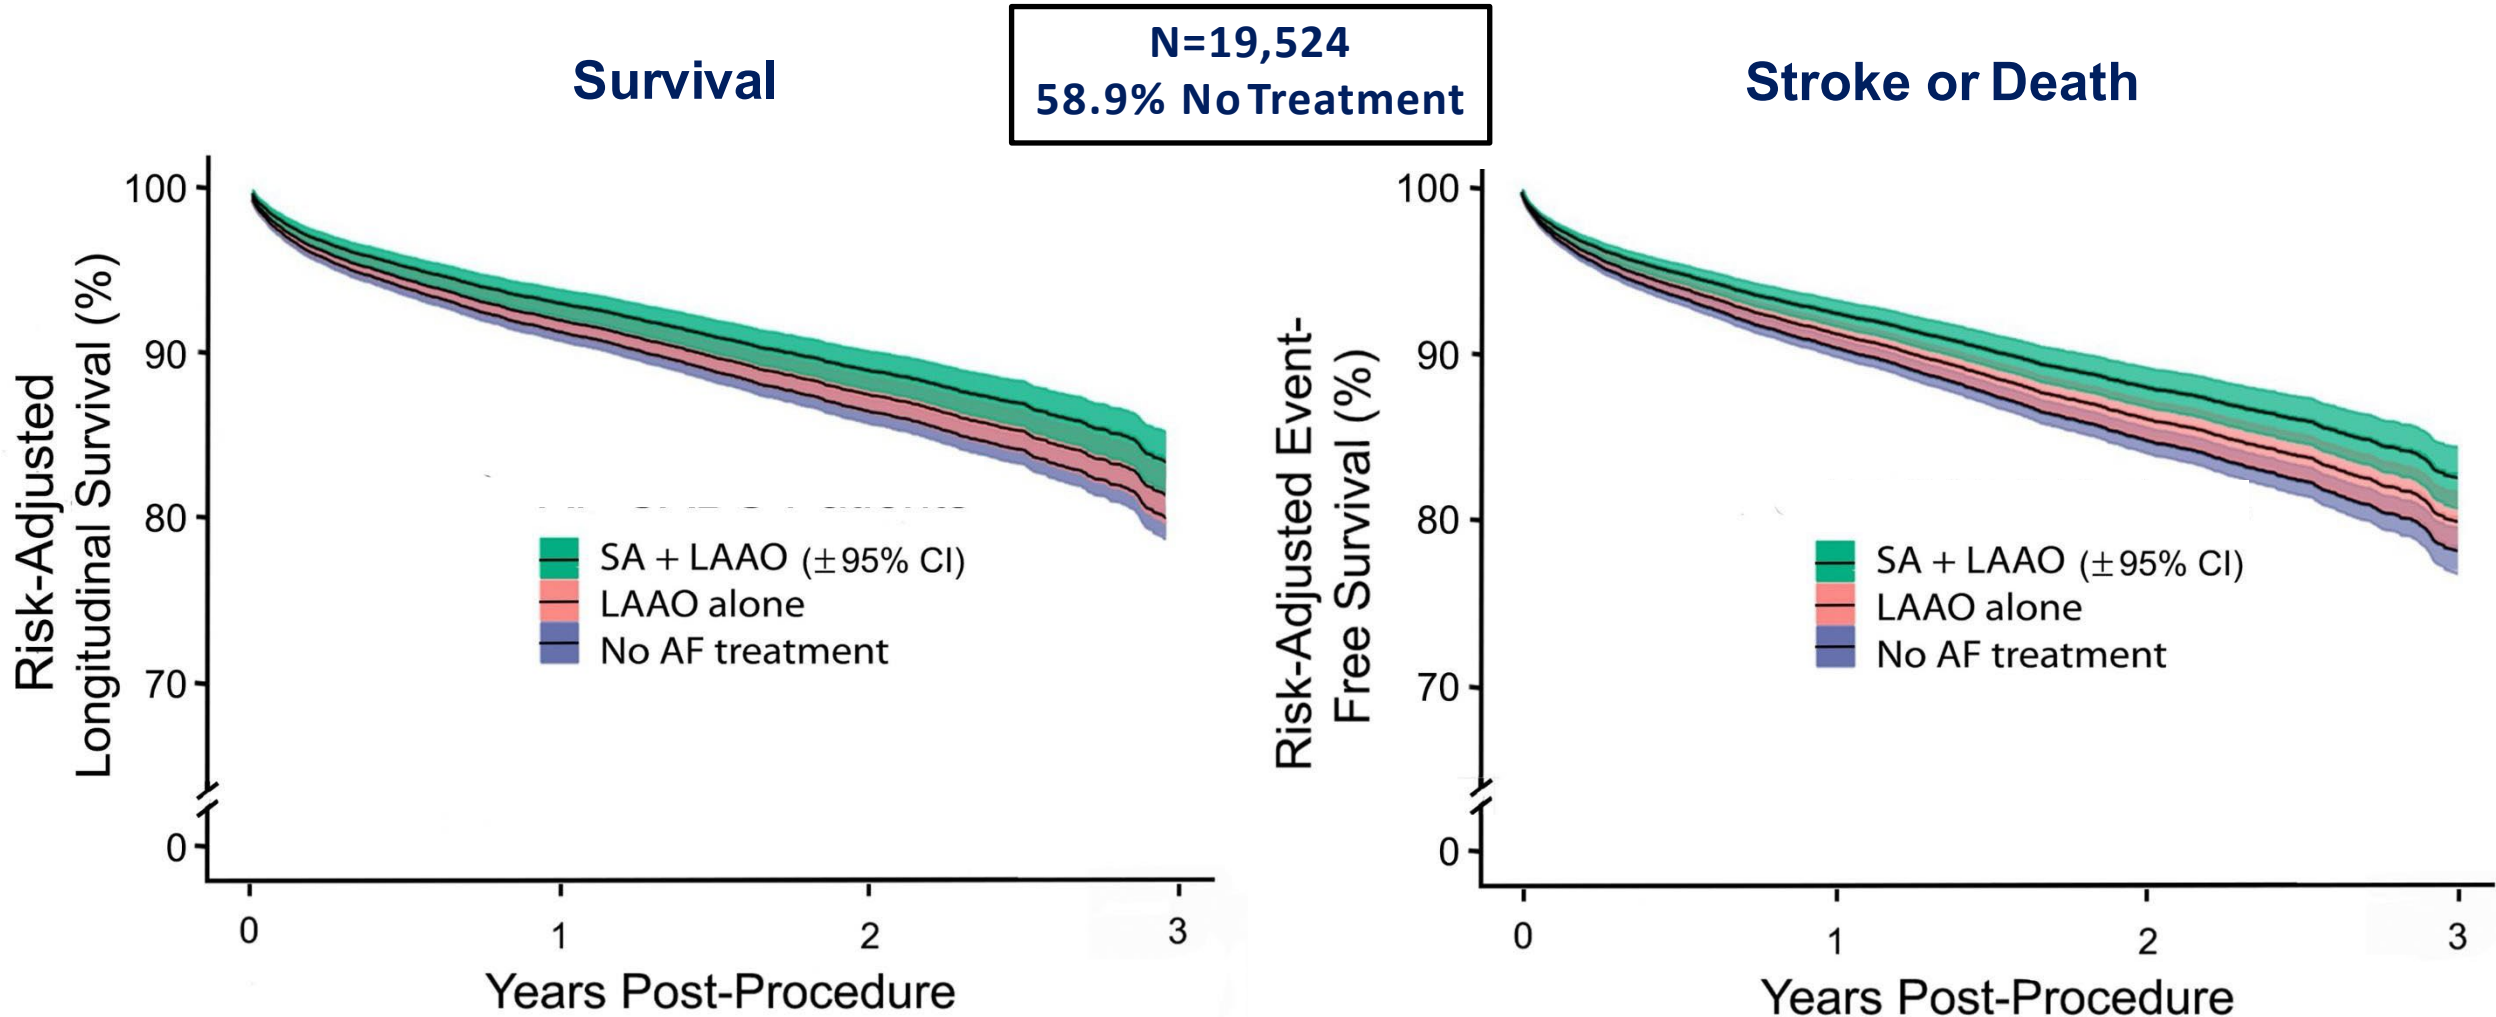 N=19,524
58.9% No Treatment
Survival
Risk-Adjusted
Longitudinal Survival (%)
100
90
80
70
0
SA + LAAO (±95% CI)
LAAO alone
No AF treatment
0 1 2 3
Years Post-Procedure
Stroke or Death
Risk-Adjusted Event-
Free Survival (%)
100
90
80
70
0
SA + LAAO (±95% CI)
LAAO alone
No AF treatment
0 1 2 3
Years Post-Procedure